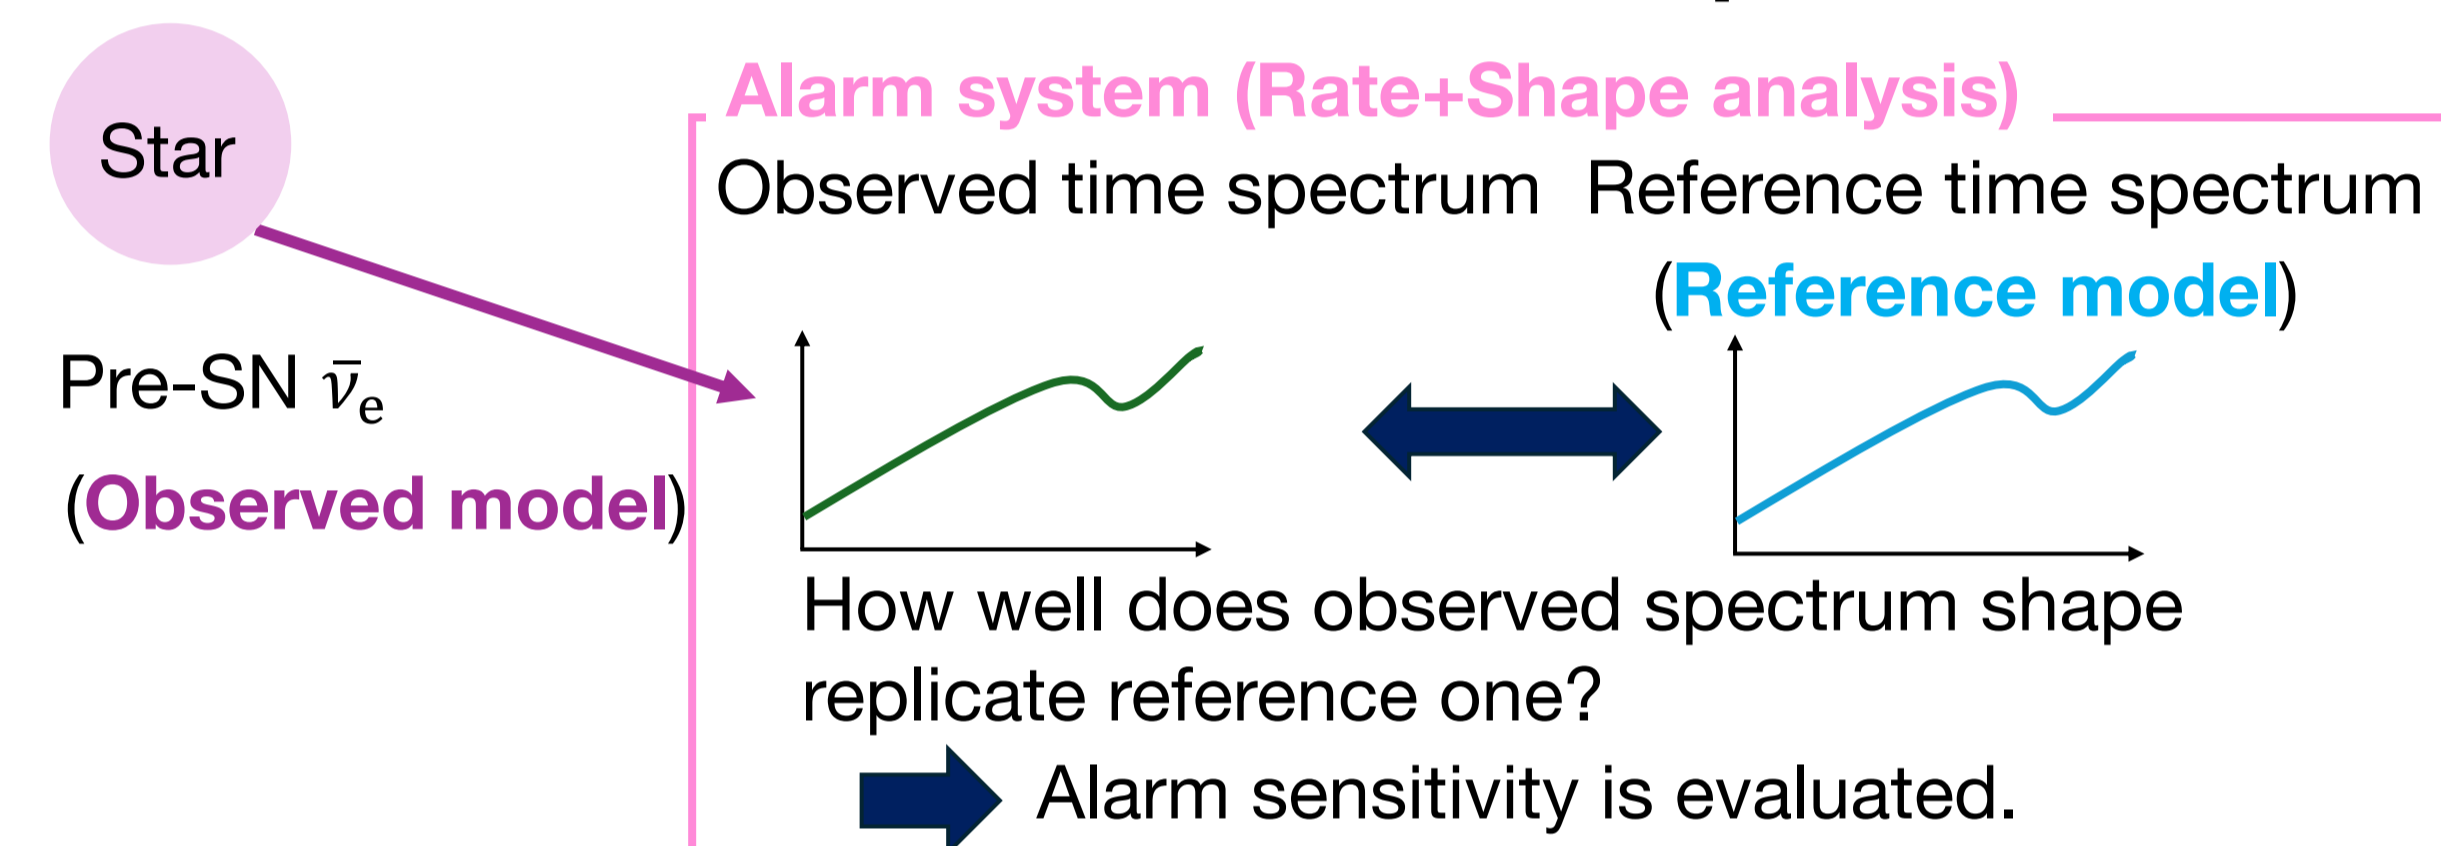 Star
Pre-SN ν̄e
(Observed model)
Alarm system (Rate+Shape analysis)
Observed time spectrum
Reference time spectrum
(Reference model)
How well does observed spectrum shape
replicate reference one?
Alarm sensitivity is evaluated.